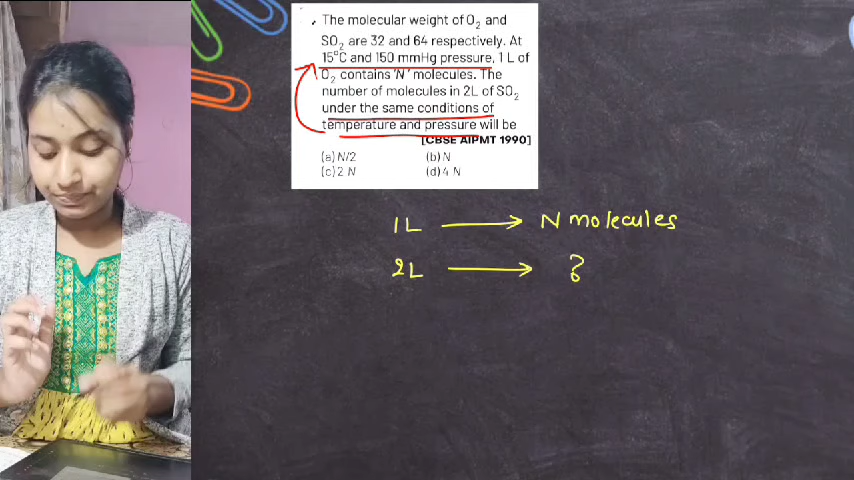 The molecular weight of O₂ and
SO₂ are 32 and 64 respectively. At
15°C and 150 mmHg pressure, 1 L of
O₂ contains 'N' molecules. The
number of molecules in 2L of SO₂
under the same conditions of
temperature and pressure will be
[CBSE AIPMT 1990]
(a) N/2 (b) N
(c) 2 N (d) 4 N
1L → N molecules
2L → ?